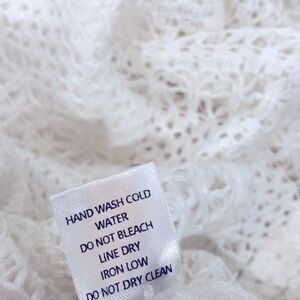 HAND WASH COLD
WATER
DO NOT BLEACH
LINE DRY
IRON LOW
DO NOT DRY CLEAN